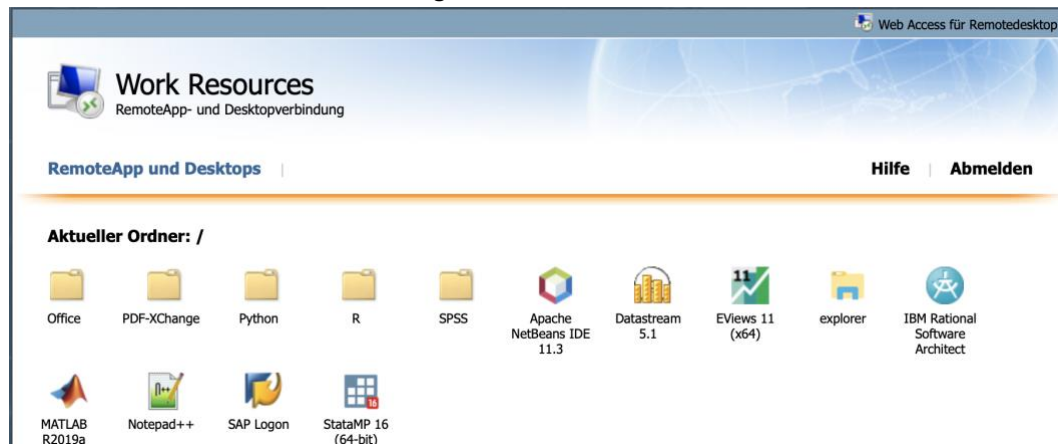 Web Access für Remotedesktop
Work Resources
RemoteApp- und Desktopverbindung
RemoteApp und Desktops
Hilfe | Abmelden
Aktueller Ordner: /
Office
PDF-XChange
Python
R
SPSS
Apache
NetBeans IDE
11.3
Datastream
5.1
11
EViews 11
(x64)
explorer
IBM Rational
Software
Architect
MATLAB
R2019a
n++
Notepad++
SAP Logon
16
StataMP 16
(64-bit)